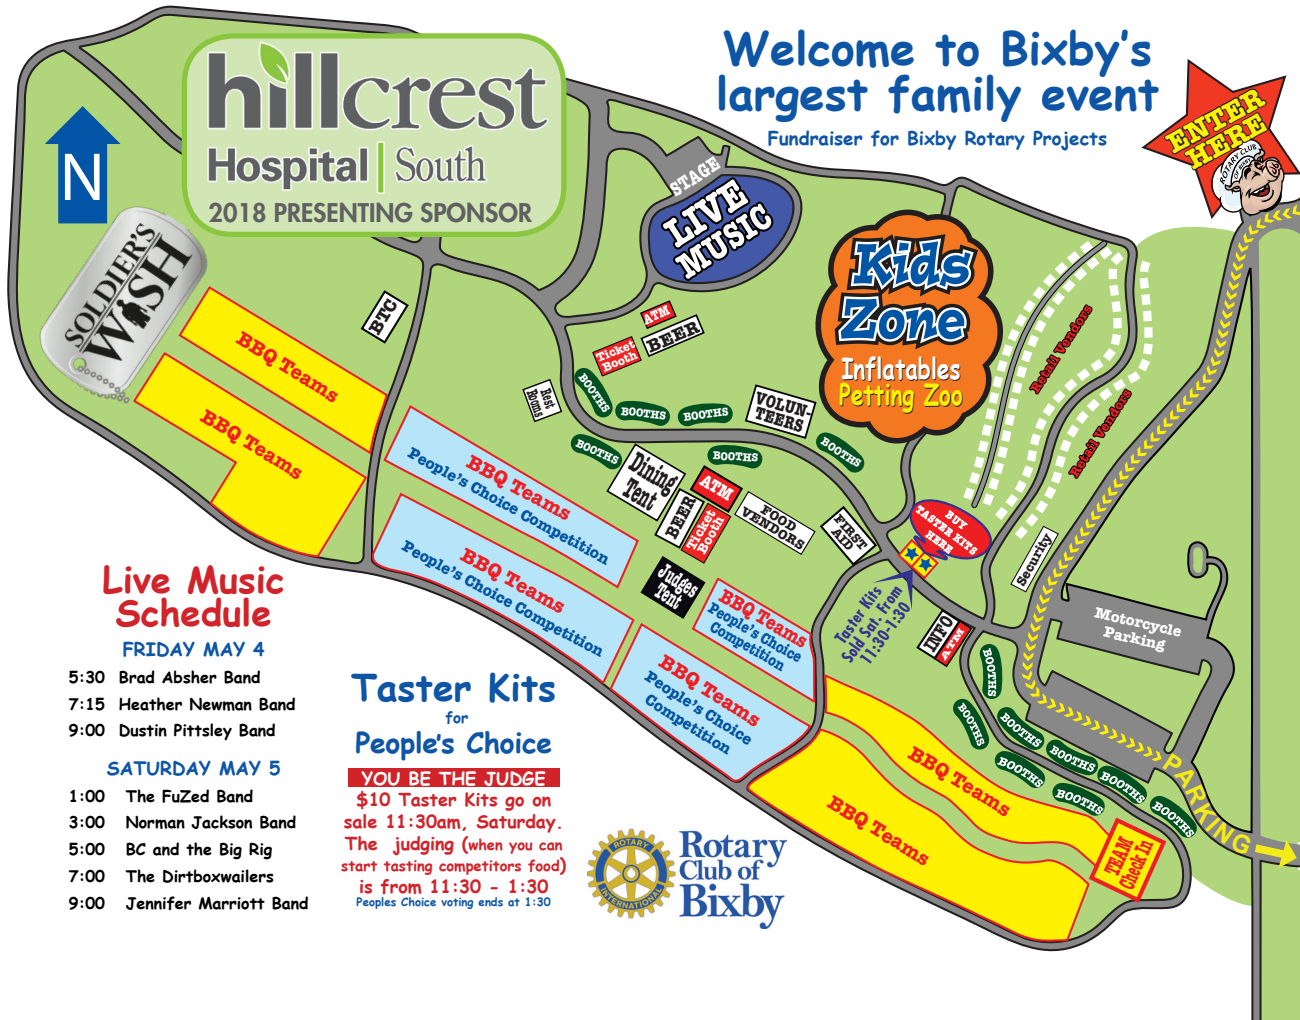 hillcrest
Hospital South
2018 PRESENTING SPONSOR
Welcome to Bixby's
largest family event
Fundraiser for Bixby Rotary Projects
ENTER
HERE
ROTARY CLUB
OF BIXBY
N
SOLDIER'S
WISH
STAGE
LIVE
MUSIC
Kids
Zone
Inflatables
Petting Zoo
BTC
ATM
BEER
Ticket
Booth
Rest
Rooms
BOOTHS
BOOTHS
BOOTHS
VOLUN-
TEERS
BOOTHS
BOOTHS
BOOTHS
Retail Vendors
Retail Vendors
BBQ Teams
BBQ Teams
BBQ Teams
People's Choice Competition
BBQ Teams
People's Choice Competition
Dining
Tent
BEER
ATM
Ticket
Booth
FOOD
VENDORS
FIRST
AID
BUY
TASTER KITS
HERE
Security
Judges
Tent
BBQ Teams
People's Choice
Competition
BBQ Teams
People's Choice
Competition
Taster Kits
Sold Sat. From
11:30-1:30
INFO
ATM
Motorcycle
Parking
BOOTHS
BOOTHS
BOOTHS
BOOTHS
BOOTHS
BOOTHS
BOOTHS
BOOTHS
PARKING
BBQ Teams
BBQ Teams
TEAM
Check In
Live Music
Schedule
FRIDAY MAY 4
5:30 Brad Absher Band
7:15 Heather Newman Band
9:00 Dustin Pittsley Band
SATURDAY MAY 5
1:00 The FuZed Band
3:00 Norman Jackson Band
5:00 BC and the Big Rig
7:00 The Dirtboxwailers
9:00 Jennifer Marriott Band
Taster Kits
for
People's Choice
YOU BE THE JUDGE
$10 Taster Kits go on
sale 11:30am, Saturday.
The judging (when you can
start tasting competitors food)
is from 11:30 - 1:30
Peoples Choice voting ends at 1:30
ROTARY
INTERNATIONAL
Rotary
Club of
Bixby